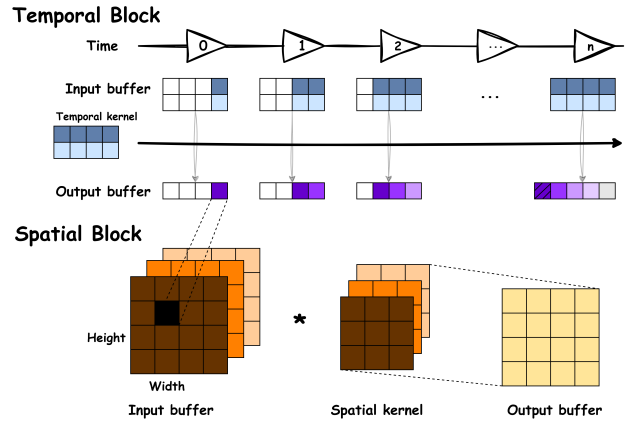 Temporal Block
Time
0
1
2
...
n
Input buffer
...
Temporal kernel
Output buffer
Spatial Block
*
Height
Width
Input buffer
Spatial kernel
Output buffer